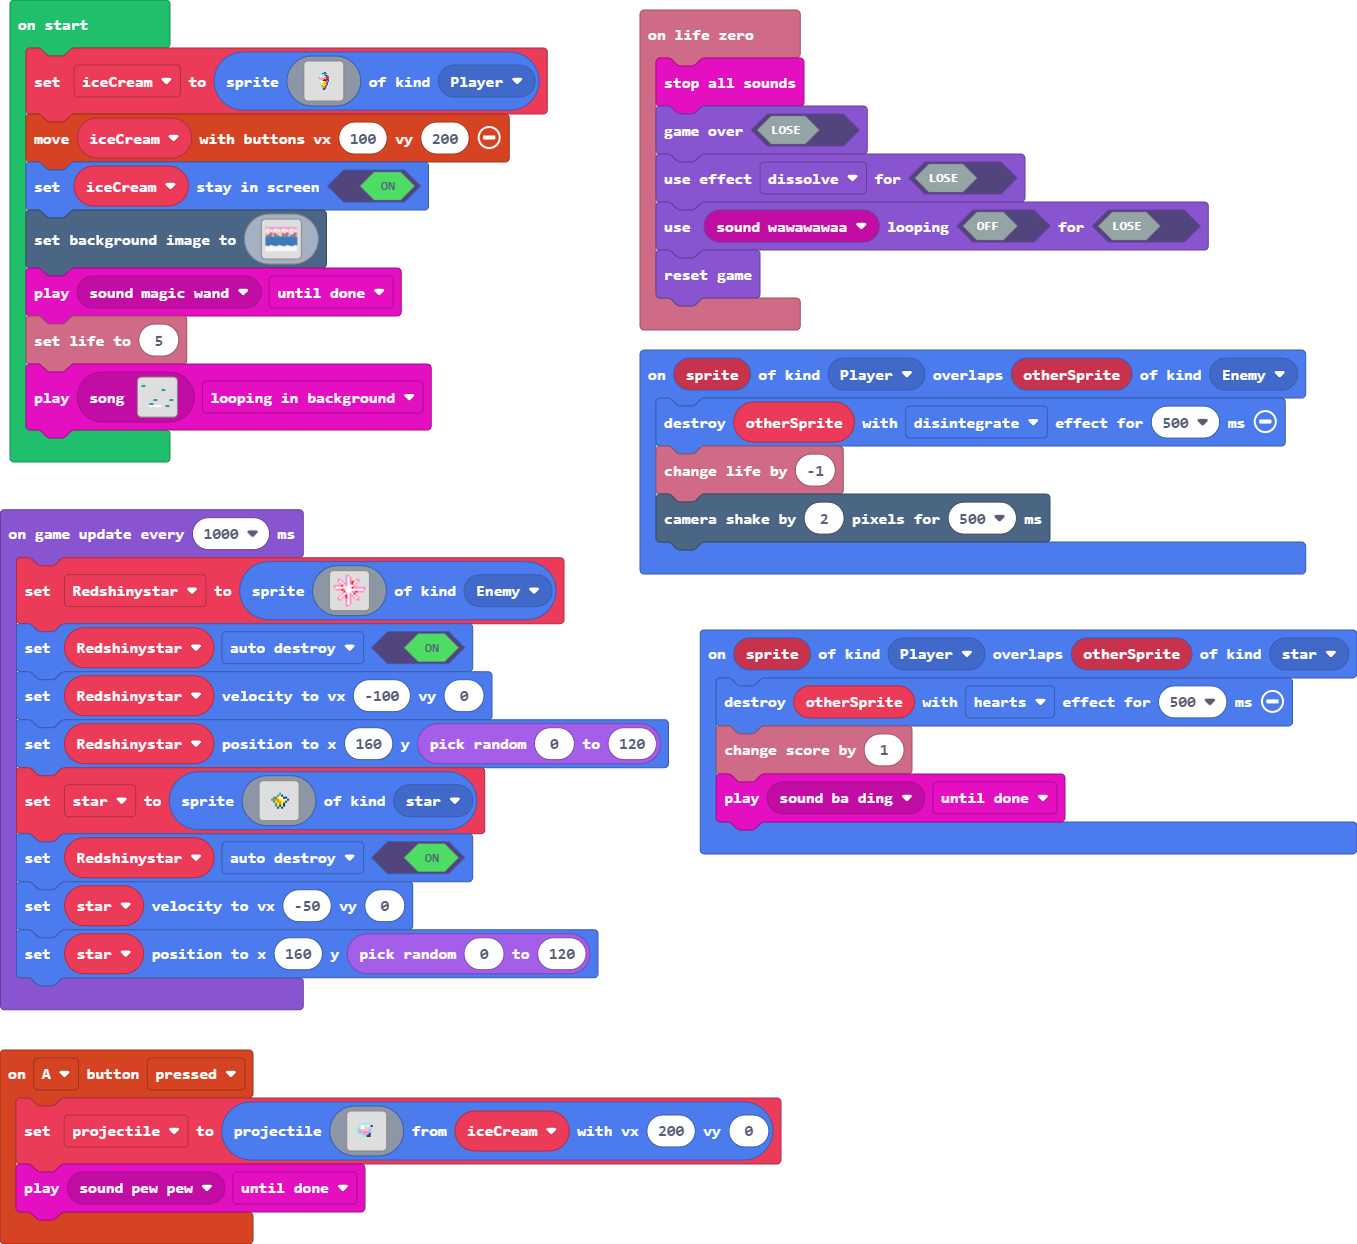 on start
set iceCream to sprite of kind Player
move iceCream with buttons vx 100 vy 200
set iceCream stay in screen ON
set background image to
play sound magic wand until done
set life to 5
play song looping in background
on life zero
stop all sounds
game over LOSE
use effect dissolve for LOSE
use sound wawawawaa looping OFF for LOSE
reset game
on sprite of kind Player overlaps otherSprite of kind Enemy
destroy otherSprite with disintegrate effect for 500 ms
change life by -1
camera shake by 2 pixels for 500 ms
on game update every 1000 ms
set Redshinystar to sprite of kind Enemy
set Redshinystar auto destroy ON
set Redshinystar velocity to vx -100 vy 0
set Redshinystar position to x 160 y pick random 0 to 120
set star to sprite of kind star
set Redshinystar auto destroy ON
set star velocity to vx -50 vy 0
set star position to x 160 y pick random 0 to 120
on sprite of kind Player overlaps otherSprite of kind star
destroy otherSprite with hearts effect for 500 ms
change score by 1
play sound ba ding until done
on A button pressed
set projectile to projectile from iceCream with vx 200 vy 0
play sound pew pew until done